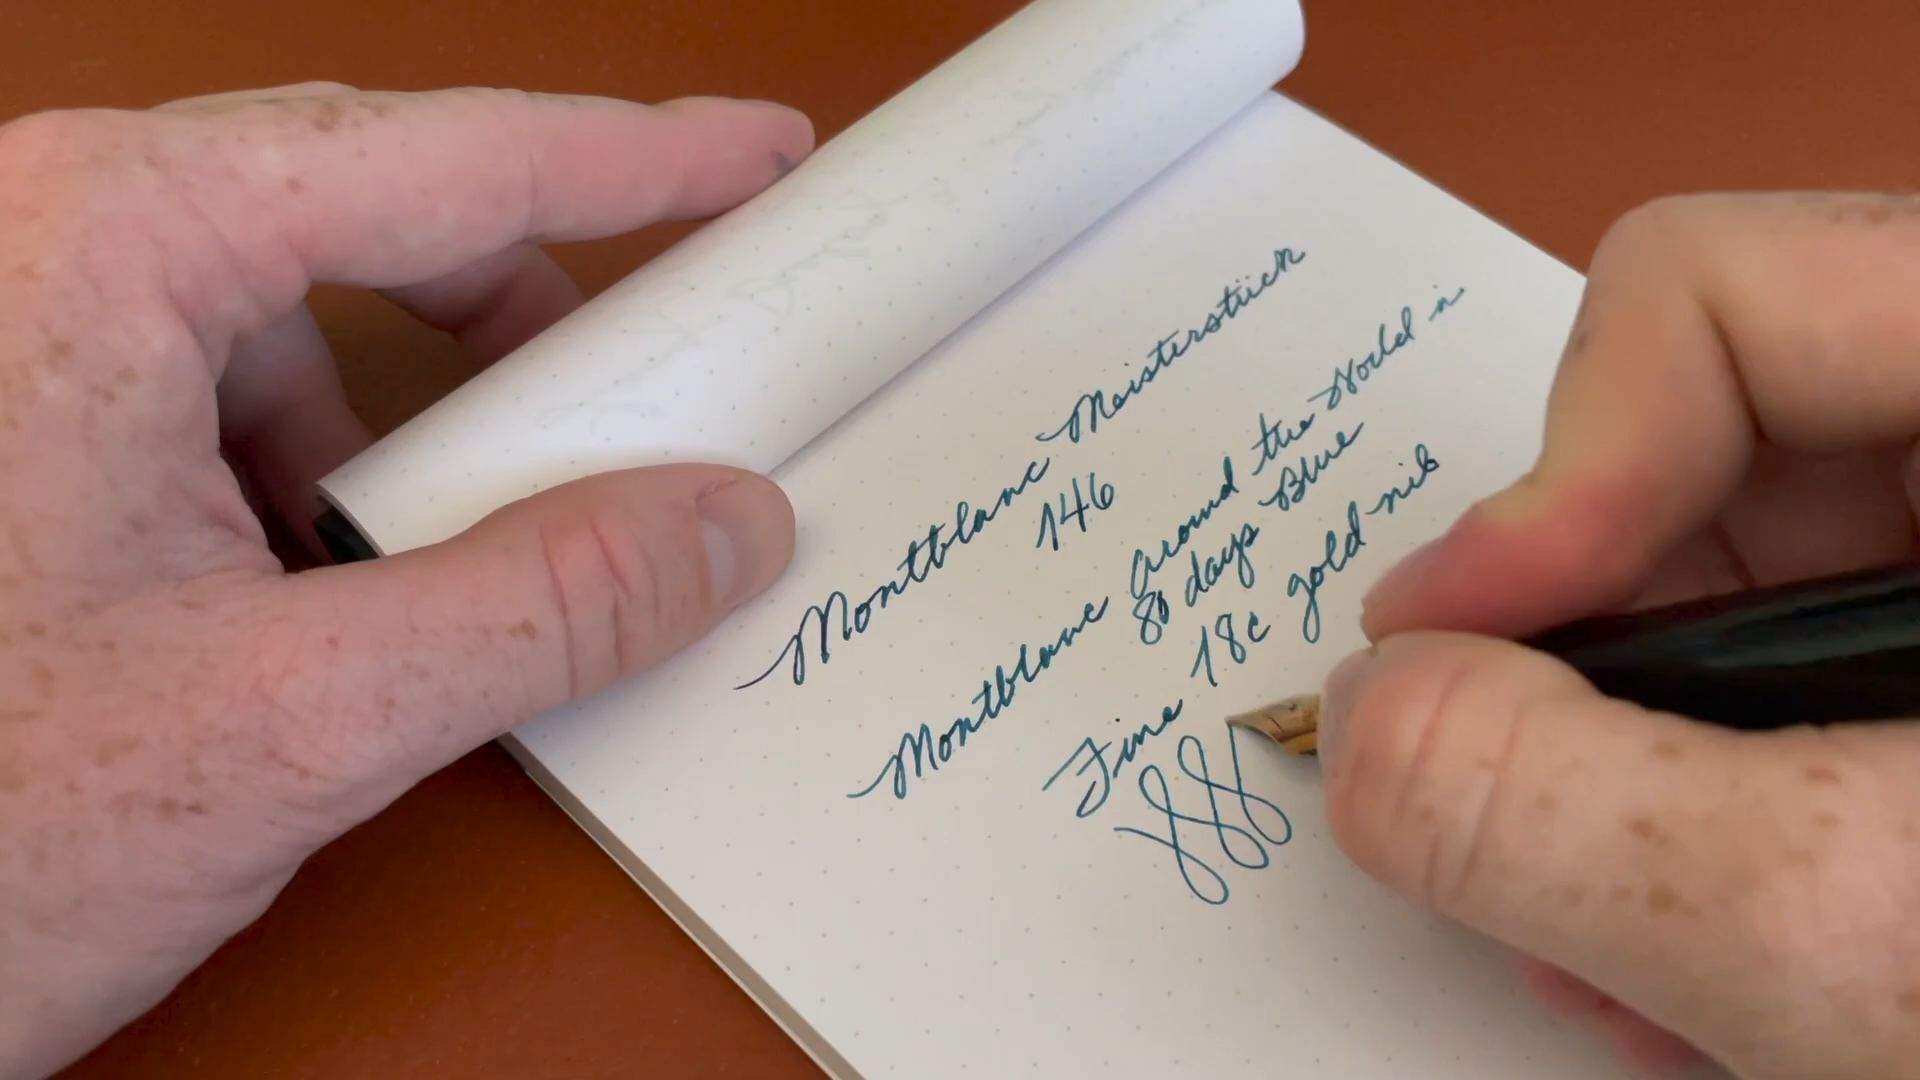 Montblanc Meisterstück
146
Montblanc Around the World in
80 days Blue
Fine 18c gold nib